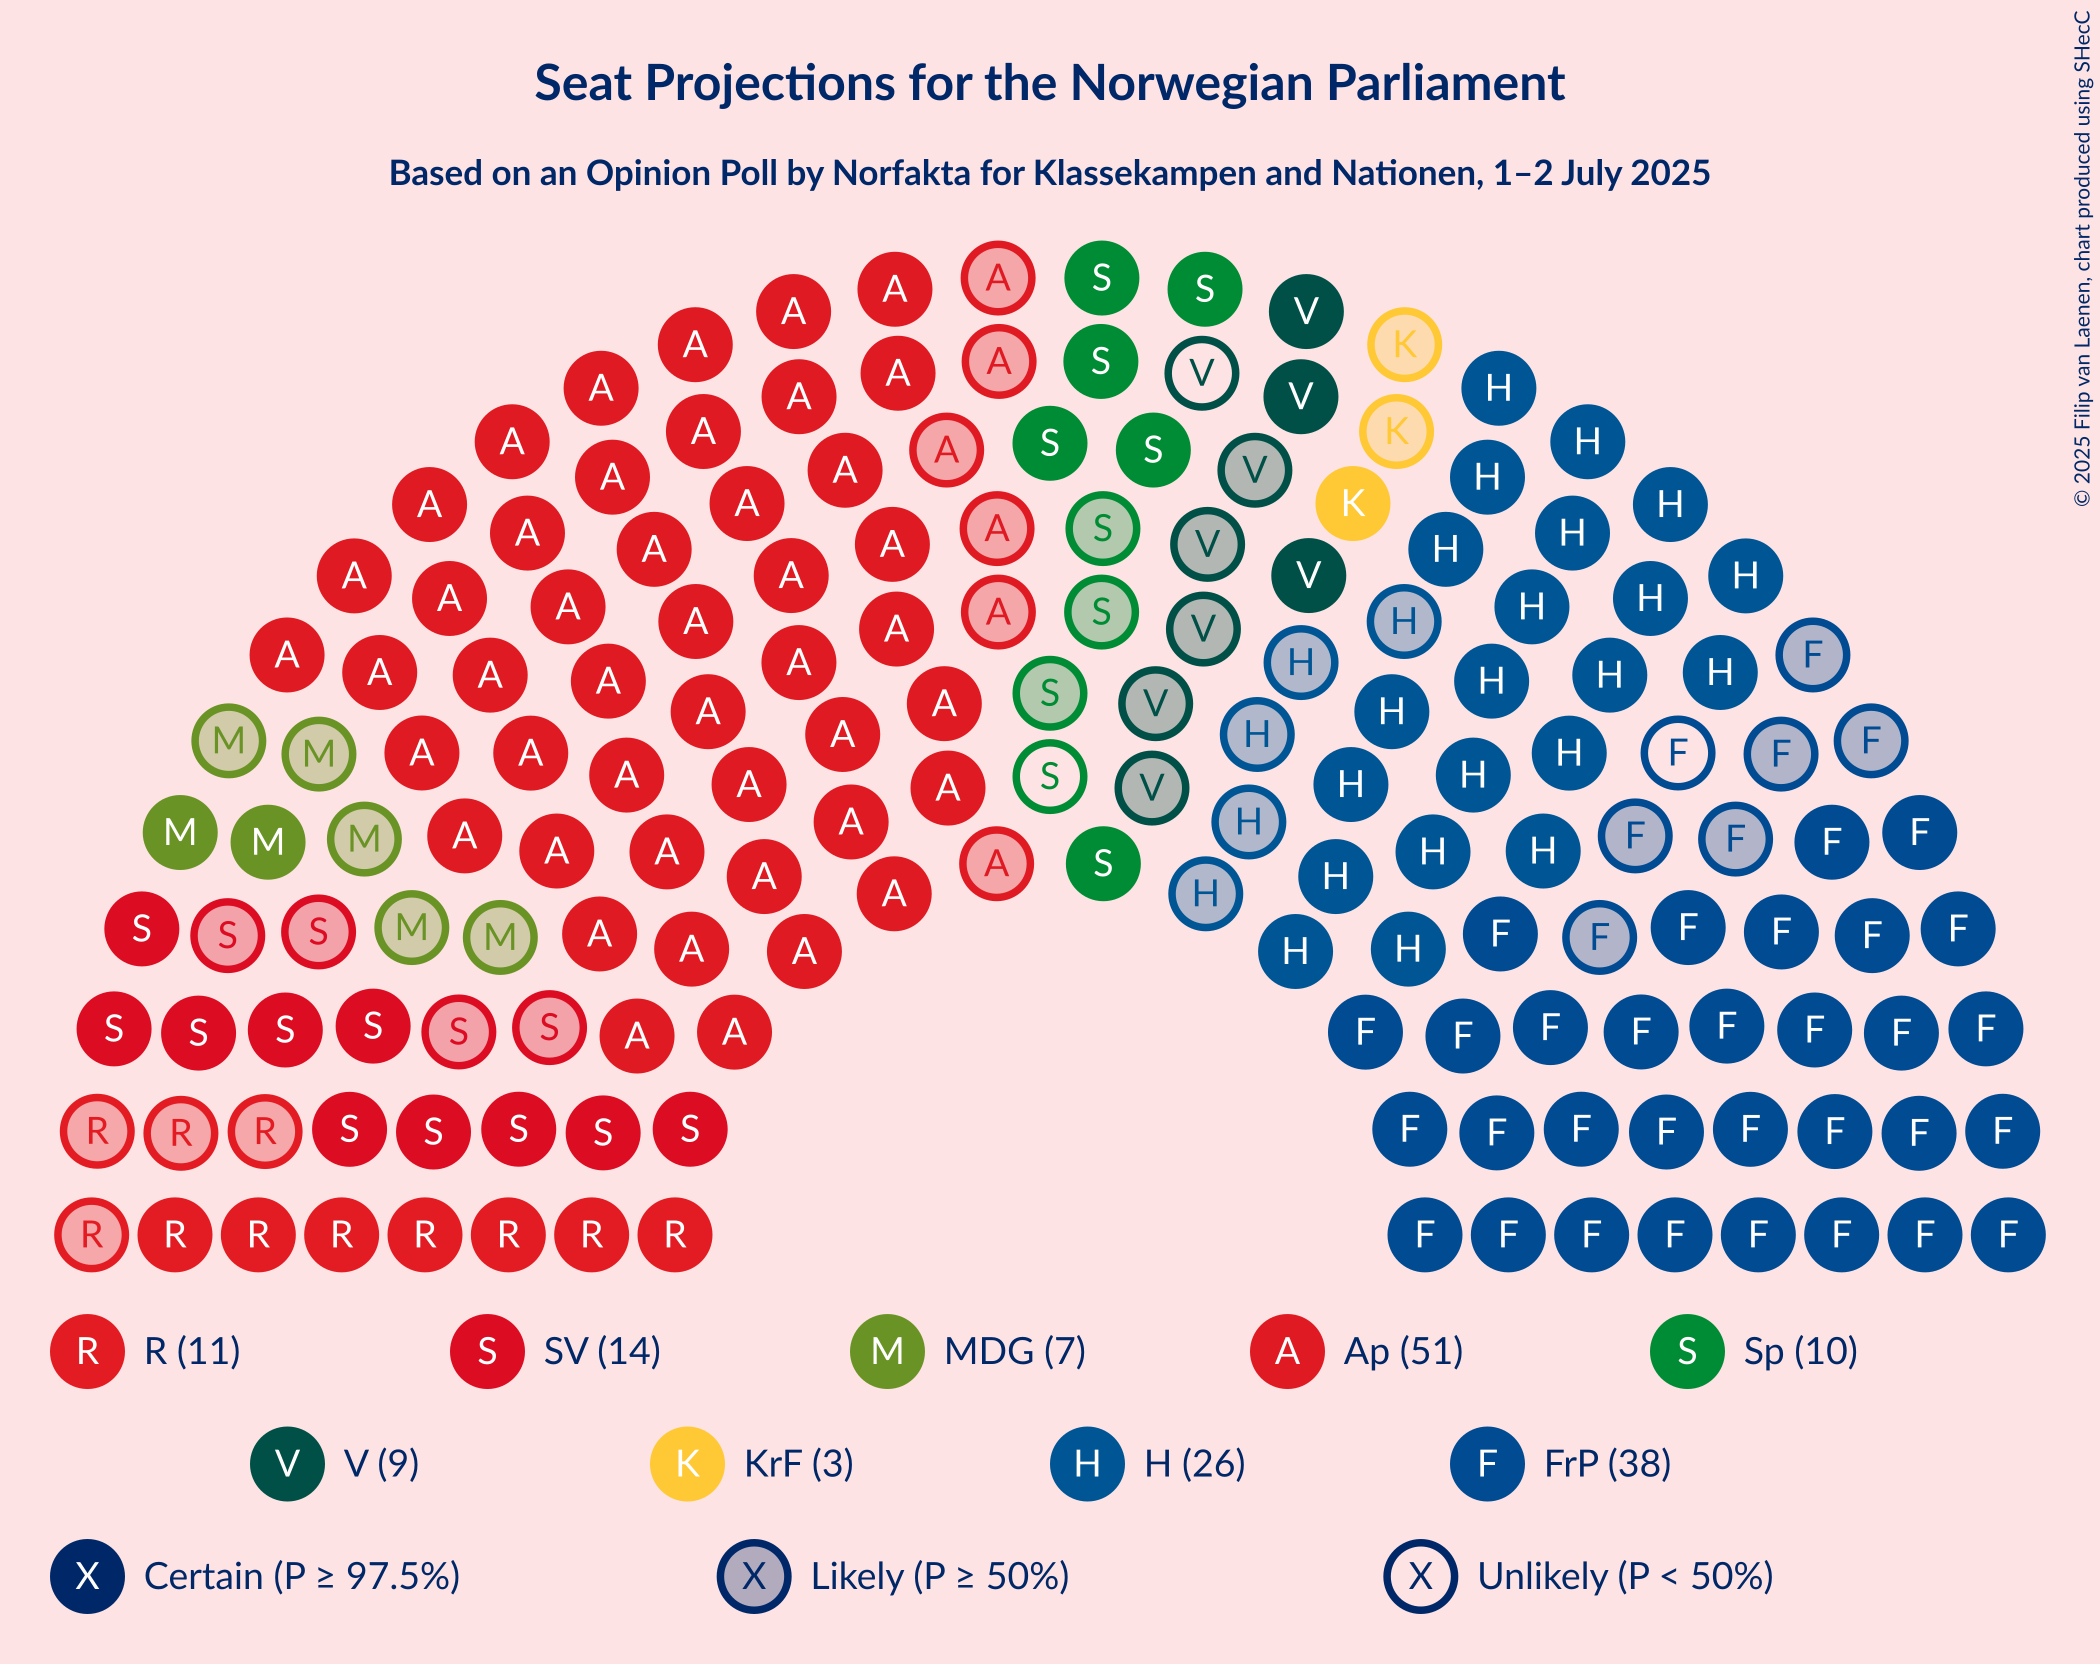 © 2025 Filip van Laenen, chart produced using SHecC
Seat Projections for the Norwegian Parliament
Based on an Opinion Poll by Norfakta for Klassekampen and Nationen, 1–2 July 2025
A S
A S
A V
A K
A S
A V
A H
A V
A K
A S H
A S
A V
A H
A A K H
A S
A H
A A V H
A A V H
A A A S H H
A A V H
A A H F
A A A H H H
A A S V H
M M A A A H H F F F
A A A S V H H
M M M A A A A H H H F F F F
A A A S H H
S S S M M A A A H H F F F F F F
S S S S S S A A F F F F F F F F
R R R S S S S S F F F F F F F F
R R R R R R R R F F F F F F F F
R R (11) S SV (14) M MDG (7) A Ap (51) S Sp (10)
V V (9) K KrF (3) H H (26) F FrP (38)
X Certain (P ≥ 97.5%) X Likely (P ≥ 50%) X Unlikely (P < 50%)